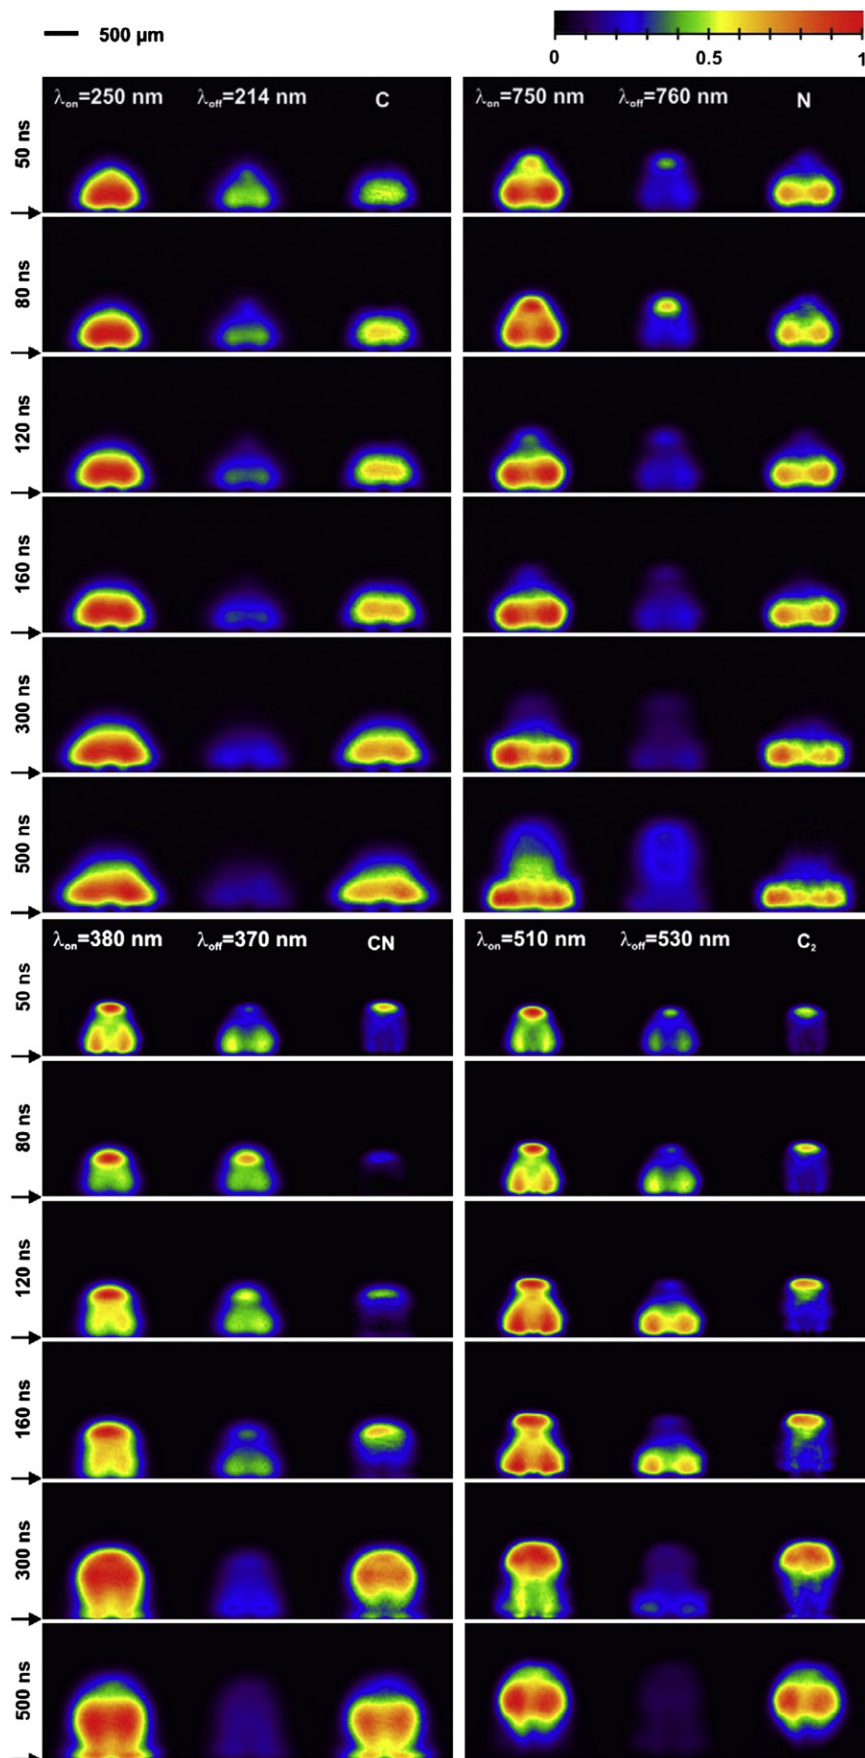 500 µm
0 0.5 1
λon=250 nm λoff=214 nm C λon=750 nm λoff=760 nm N
50 ns
80 ns
120 ns
160 ns
300 ns
500 ns
λon=380 nm λoff=370 nm CN λon=510 nm λoff=530 nm C₂
50 ns
80 ns
120 ns
160 ns
300 ns
500 ns